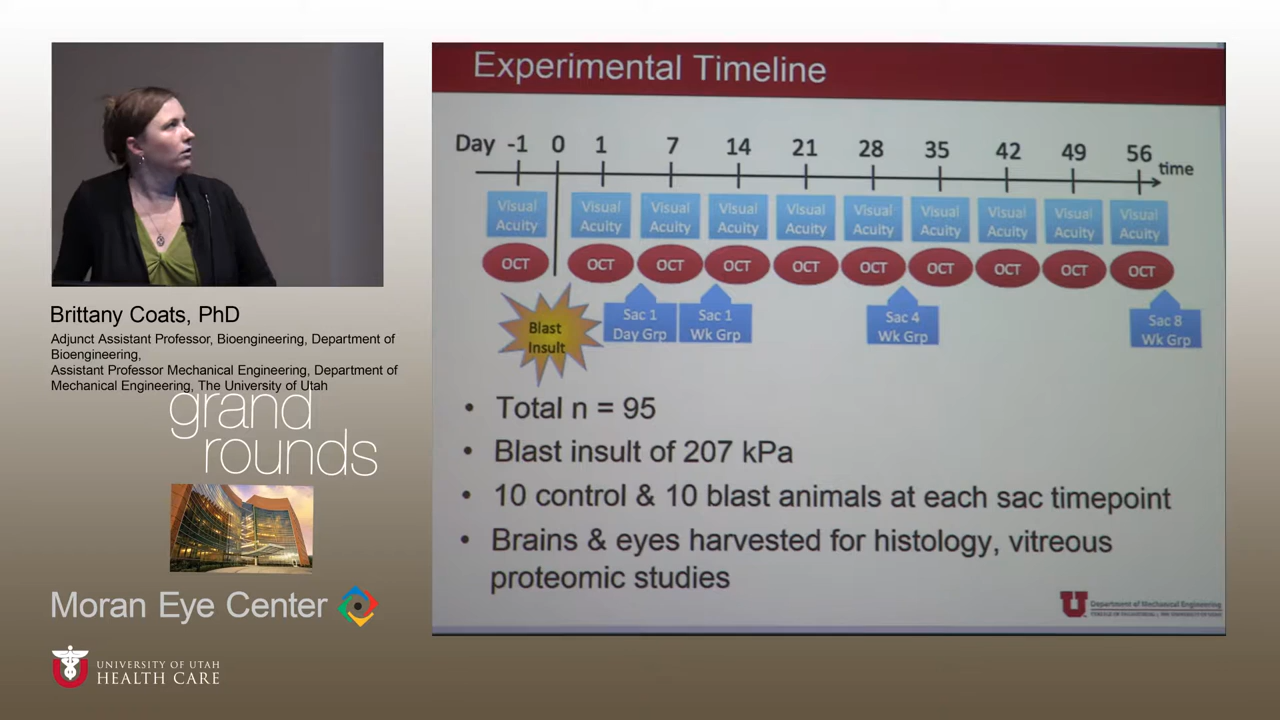 Experimental Timeline
Day -1 0 1 7 14 21 28 35 42 49 56
time
Visual Acuity Visual Acuity Visual Acuity Visual Acuity Visual Acuity Visual Acuity Visual Acuity Visual Acuity Visual Acuity Visual Acuity
OCT OCT OCT OCT OCT OCT OCT OCT OCT OCT
Blast
Insult
Sac 1
Day Grp
Sac 1
Wk Grp
Sac 4
Wk Grp
Sac 8
Wk Grp
• Total n = 95
• Blast insult of 207 kPa
• 10 control & 10 blast animals at each sac timepoint
• Brains & eyes harvested for histology, vitreous
proteomic studies
U Department of Mechanical Engineering
Brittany Coats, PhD
Adjunct Assistant Professor, Bioengineering, Department of
Bioengineering,
Assistant Professor Mechanical Engineering, Department of
Mechanical Engineering, The University of Utah
grand
rounds
Moran Eye Center
UNIVERSITY OF UTAH
HEALTH CARE